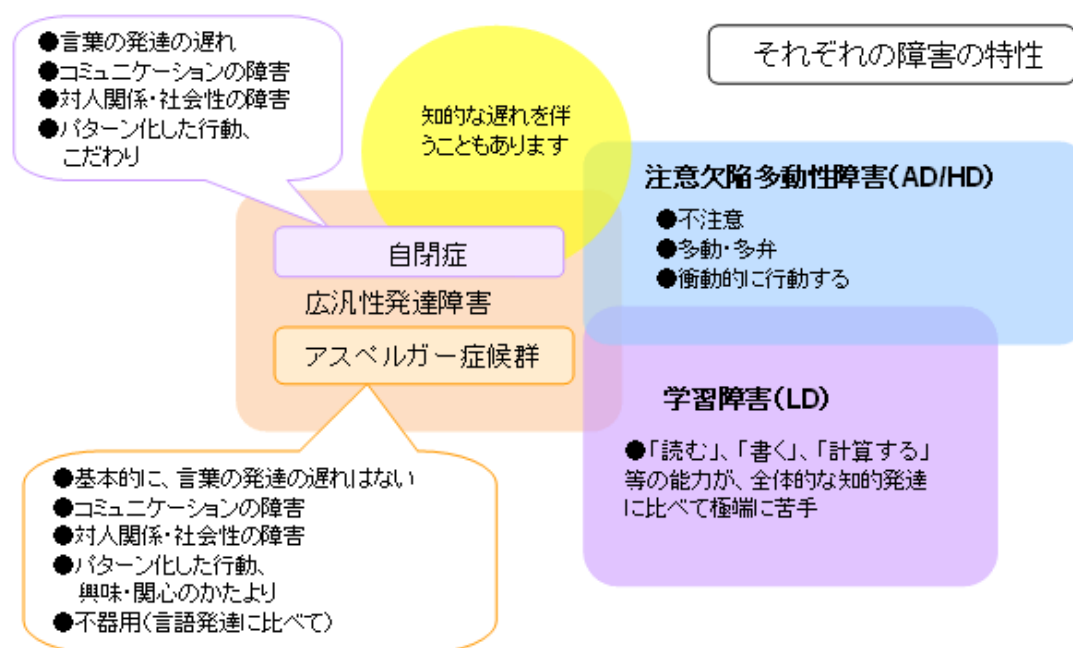 それぞれの障害の特性
●言葉の発達の遅れ
●コミュニケーションの障害
●対人関係・社会性の障害
●パターン化した行動、
こだわり
知的な遅れを伴
うこともあります
自閉症
広汎性発達障害
アスペルガー症候群
●基本的に、言葉の発達の遅れはない
●コミュニケーションの障害
●対人関係・社会性の障害
●パターン化した行動、
興味・関心のかたより
●不器用(言語発達に比べて)
注意欠陥多動性障害(AD/HD)
●不注意
●多動・多弁
●衝動的に行動する
学習障害(LD)
●「読む」、「書く」、「計算する」
等の能力が、全体的な知的発達
に比べて極端に苦手